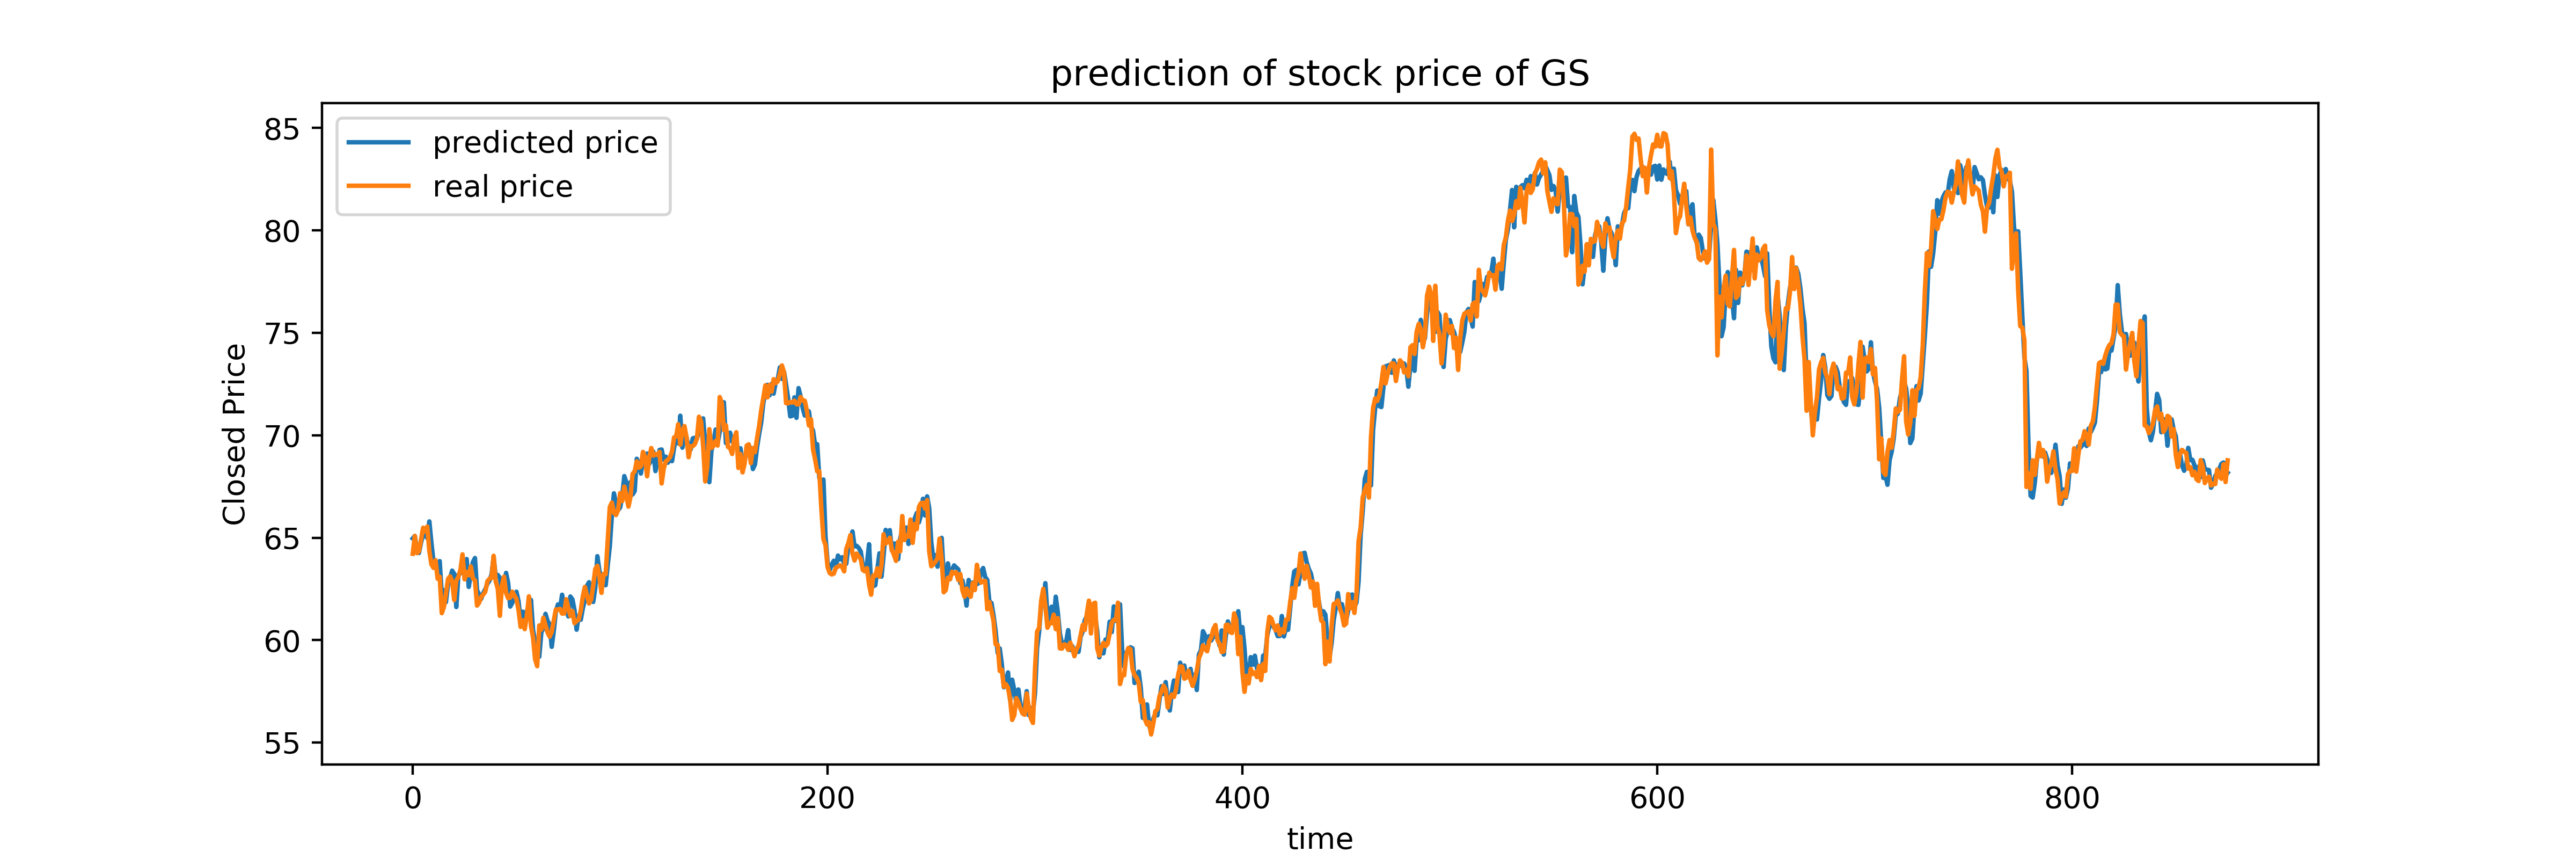 prediction of stock price of GS
predicted price
real price
85
80
75
70
65
60
55
Closed Price
0 200 400 600 800
time